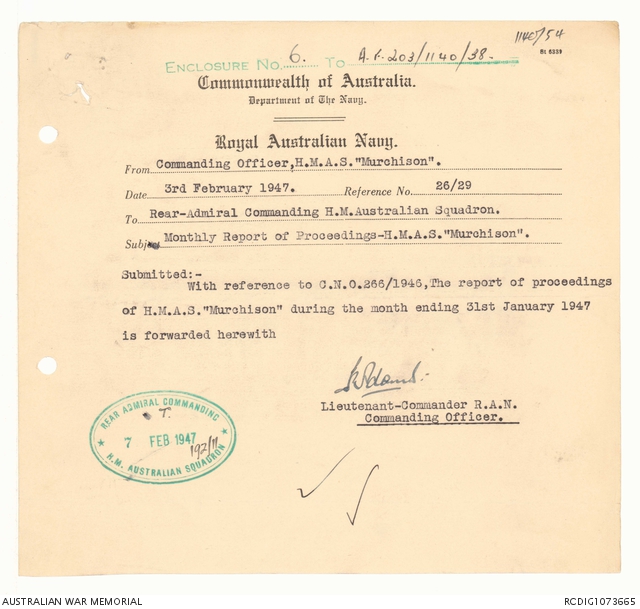 1140/54
S1 6339
ENCLOSURE No. 6. To A.F.203/1140/38.
Commonwealth of Australia.
Department of The Navy.
Royal Australian Navy.
From Commanding Officer,H.M.A.S."Murchison".
Date 3rd February 1947. Reference No. 26/29
To Rear-Admiral Commanding H.M.Australian Squadron.
Subject Monthly Report of Proceedings-H.M.A.S."Murchison".
Submitted:-
With reference to C.N.O.266/1946,The report of proceedings
of H.M.A.S."Murchison" during the month ending 31st January 1947
is forwarded herewith
Lieutenant-Commander R.A.N.
Commanding Officer.
REAR ADMIRAL COMMANDING
7 FEB 1947
192/11
H.M. AUSTRALIAN SQUADRON
AUSTRALIAN WAR MEMORIAL
RCDIG1073665